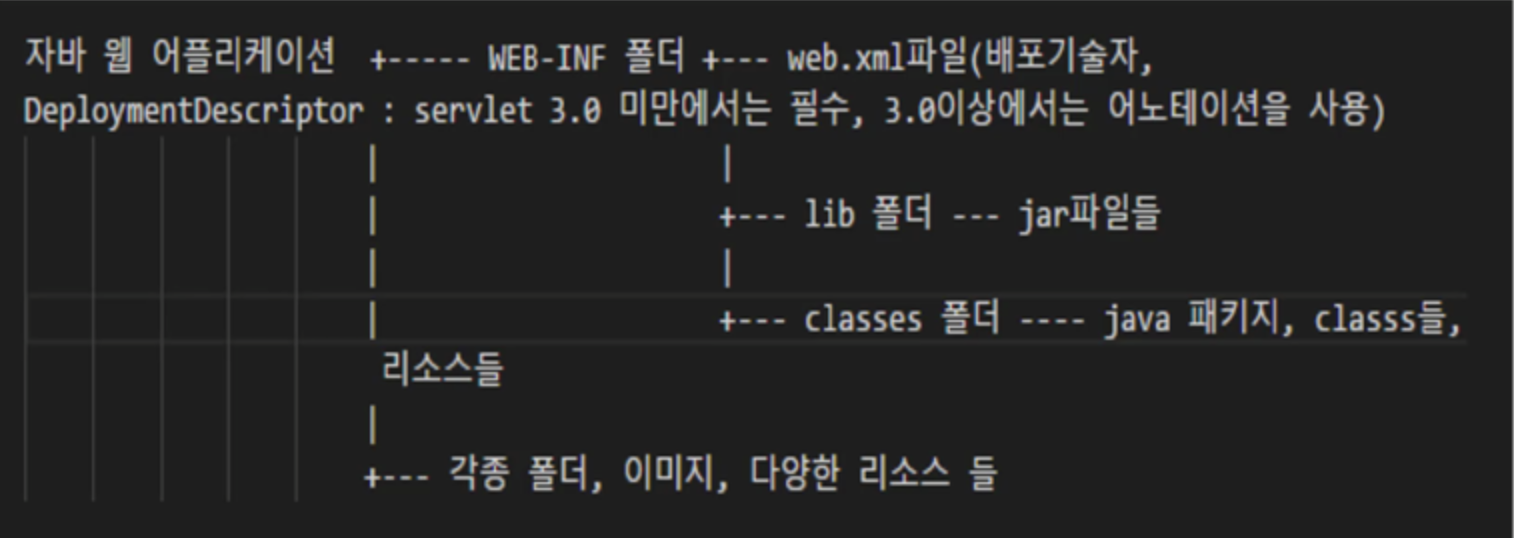 자바 웹 어플리케이션  +----- WEB-INF 폴더 +--- web.xml파일(배포기술자,
DeploymentDescriptor : servlet 3.0 미만에서는 필수, 3.0이상에서는 어노테이션을 사용)
|                    |
|                    +--- lib 폴더 --- jar파일들
|                    |
|                    +--- classes 폴더 ---- java 패키지, classs들,
리소스들
|
+--- 각종 폴더, 이미지, 다양한 리소스 들